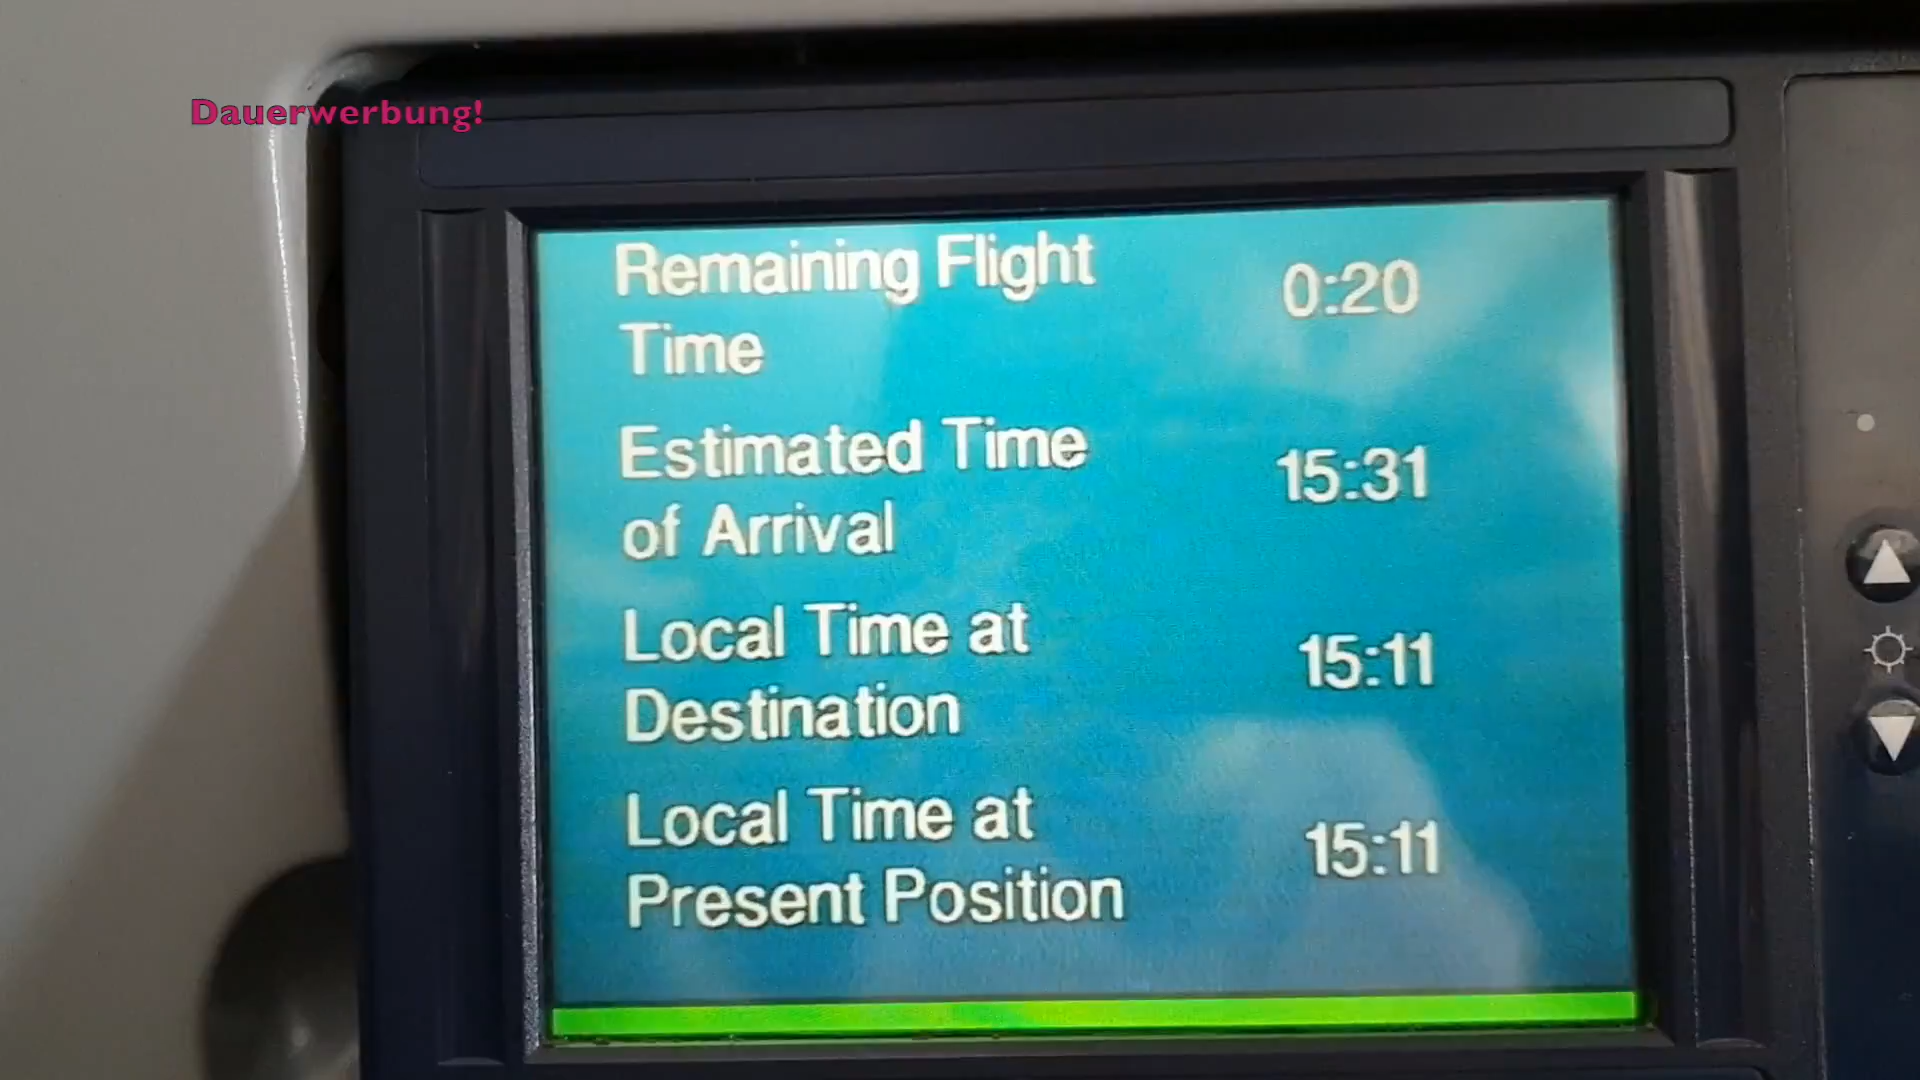 Dauerwerbung!
Remaining Flight
Time
0:20
Estimated Time
of Arrival
15:31
Local Time at
Destination
15:11
Local Time at
Present Position
15:11